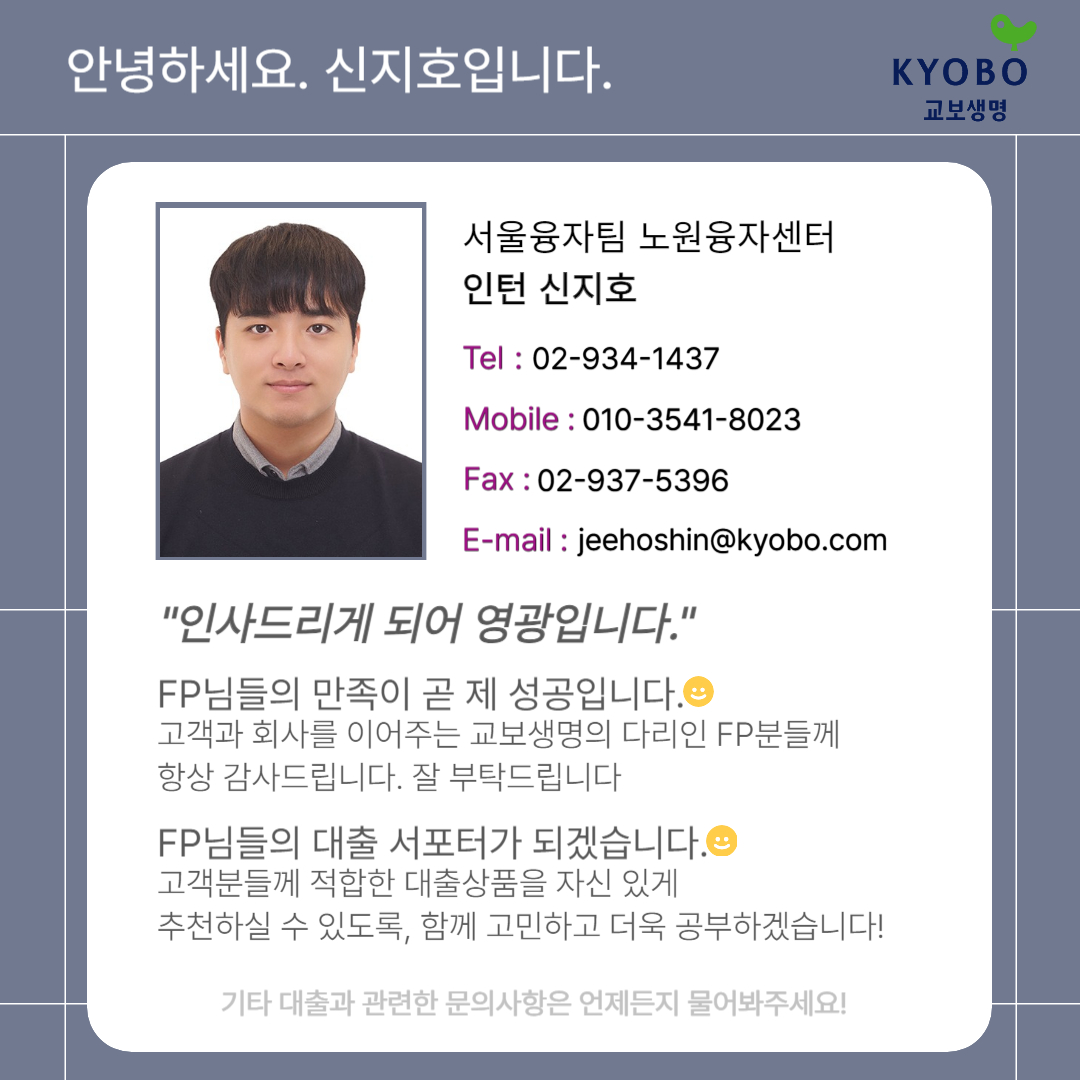 안녕하세요. 신지호입니다.
KYOBO
교보생명
서울융자팀 노원융자센터
인턴 신지호
Tel : 02-934-1437
Mobile : 010-3541-8023
Fax : 02-937-5396
E-mail : jeehoshin@kyobo.com
"인사드리게 되어 영광입니다."
FP님들의 만족이 곧 제 성공입니다.
고객과 회사를 이어주는 교보생명의 다리인 FP분들께
항상 감사드립니다. 잘 부탁드립니다
FP님들의 대출 서포터가 되겠습니다.
고객분들께 적합한 대출상품을 자신 있게
추천하실 수 있도록, 함께 고민하고 더욱 공부하겠습니다!
기타 대출과 관련한 문의사항은 언제든지 물어봐주세요!